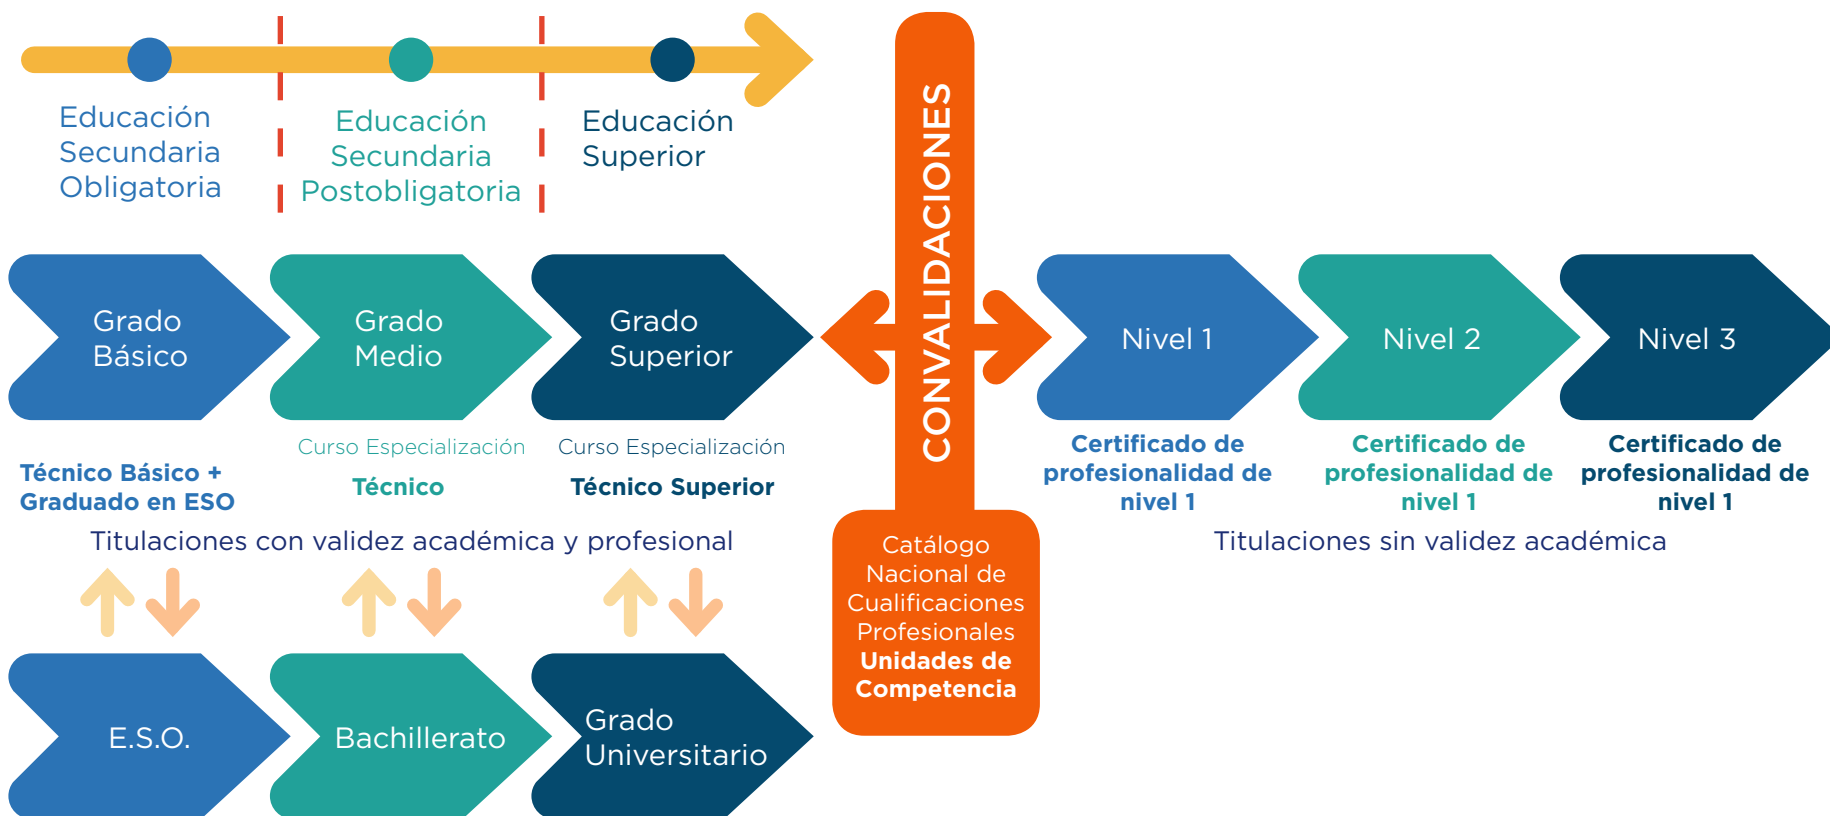 Educación
Secundaria
Obligatoria
Educación
Secundaria
Postobligatoria
Educación
Superior
Grado
Básico
Grado
Medio
Grado
Superior
Curso Especialización
Curso Especialización
Técnico Básico +
Graduado en ESO
Técnico
Técnico Superior
Titulaciones con validez académica y profesional
E.S.O.
Bachillerato
Grado
Universitario
CONVALIDACIONES
Catálogo
Nacional de
Cualificaciones
Profesionales
Unidades de
Competencia
Nivel 1
Nivel 2
Nivel 3
Certificado de
profesionalidad de
nivel 1
Certificado de
profesionalidad de
nivel 1
Certificado de
profesionalidad de
nivel 1
Titulaciones sin validez académica